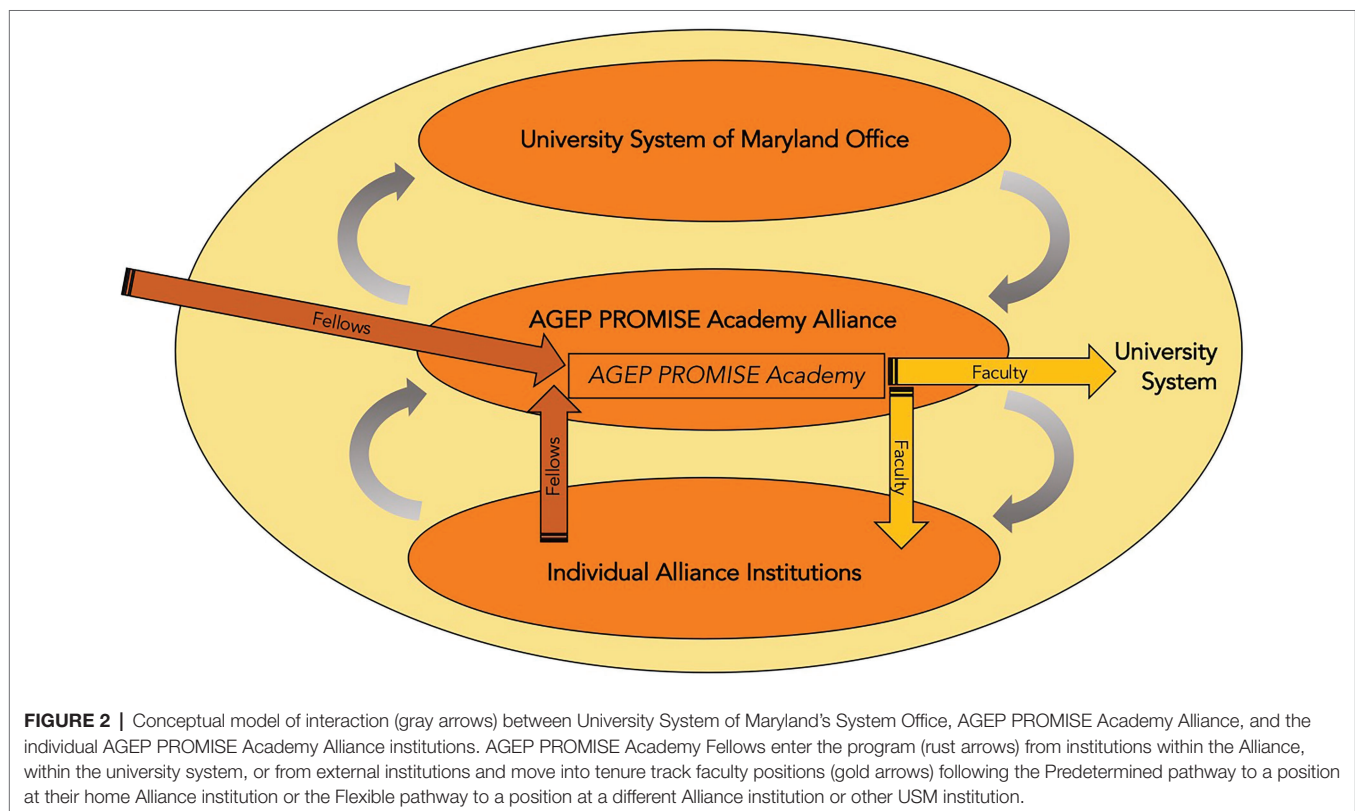 University System of Maryland Office
Fellows
AGEP PROMISE Academy Alliance
AGEP PROMISE Academy
Faculty
University
System
Fellows
Faculty
Individual Alliance Institutions
FIGURE 2 | Conceptual model of interaction (gray arrows) between University System of Maryland's System Office, AGEP PROMISE Academy Alliance, and the
individual AGEP PROMISE Academy Alliance institutions. AGEP PROMISE Academy Fellows enter the program (rust arrows) from institutions within the Alliance,
within the university system, or from external institutions and move into tenure track faculty positions (gold arrows) following the Predetermined pathway to a position
at their home Alliance institution or the Flexible pathway to a position at a different Alliance institution or other USM institution.